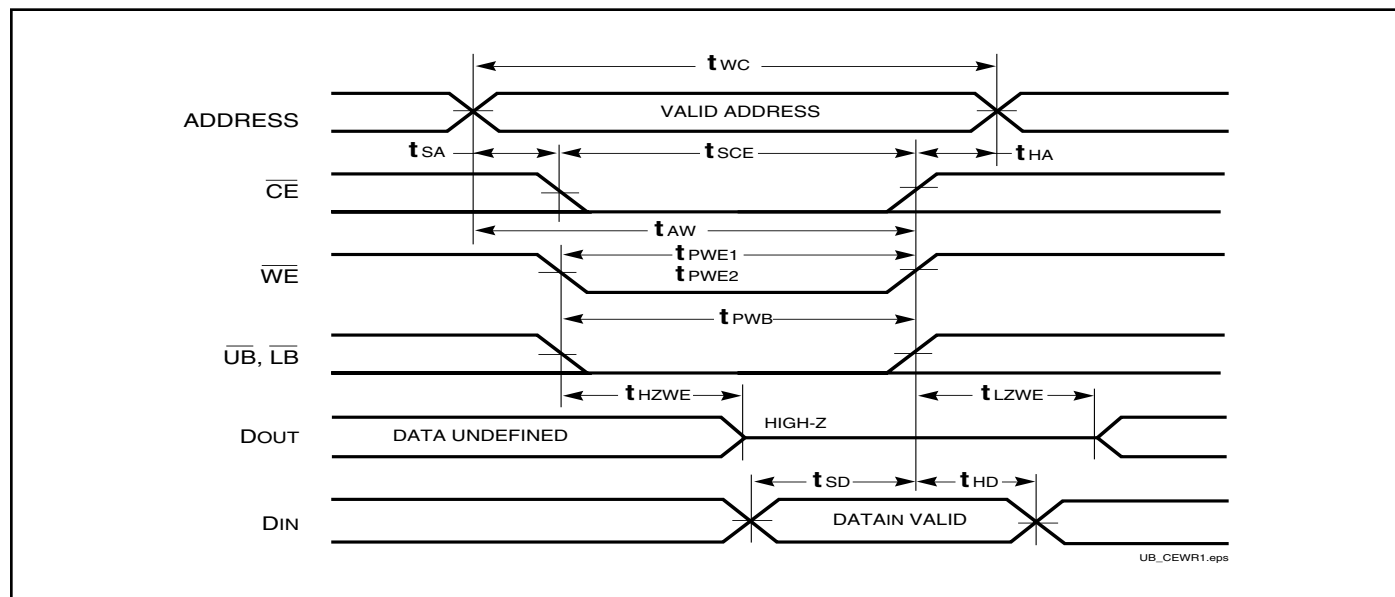 tWC
ADDRESS
VALID ADDRESS
tSA
tSCE
tHA
CE
tAW
tPWE1
WE
tPWE2
tPWB
UB, LB
tHZWE
tLZWE
DOUT
DATA UNDEFINED
HIGH-Z
tSD
tHD
DIN
DATAIN VALID
UB_CEWR1.eps